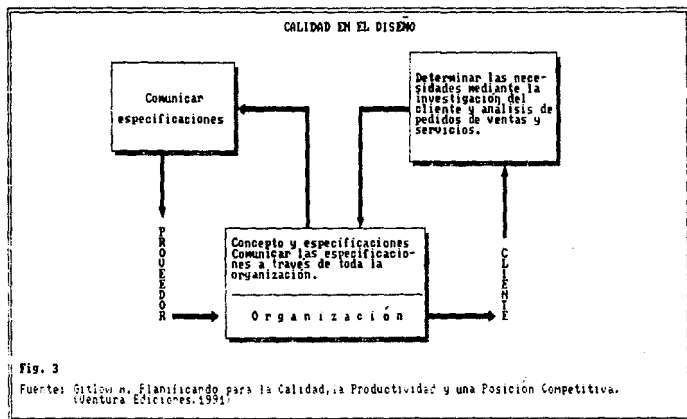 CALIDAD EN EL DISEÑO
Comunicar
especificaciones
Determinar las nece-
sidades mediante la
investigación del
cliente y análisis de
pedidos de ventas y
servicios.
PROVEEDOR
Concepto y especificaciones
Comunicar las especificacio-
nes a través de toda la
organización.
Organización
CLIENTE
Fig. 3
Fuente: Gitlow H. Planificando para la Calidad, la Productividad y una Posición Competitiva.
(Ventura Ediciones.1991)